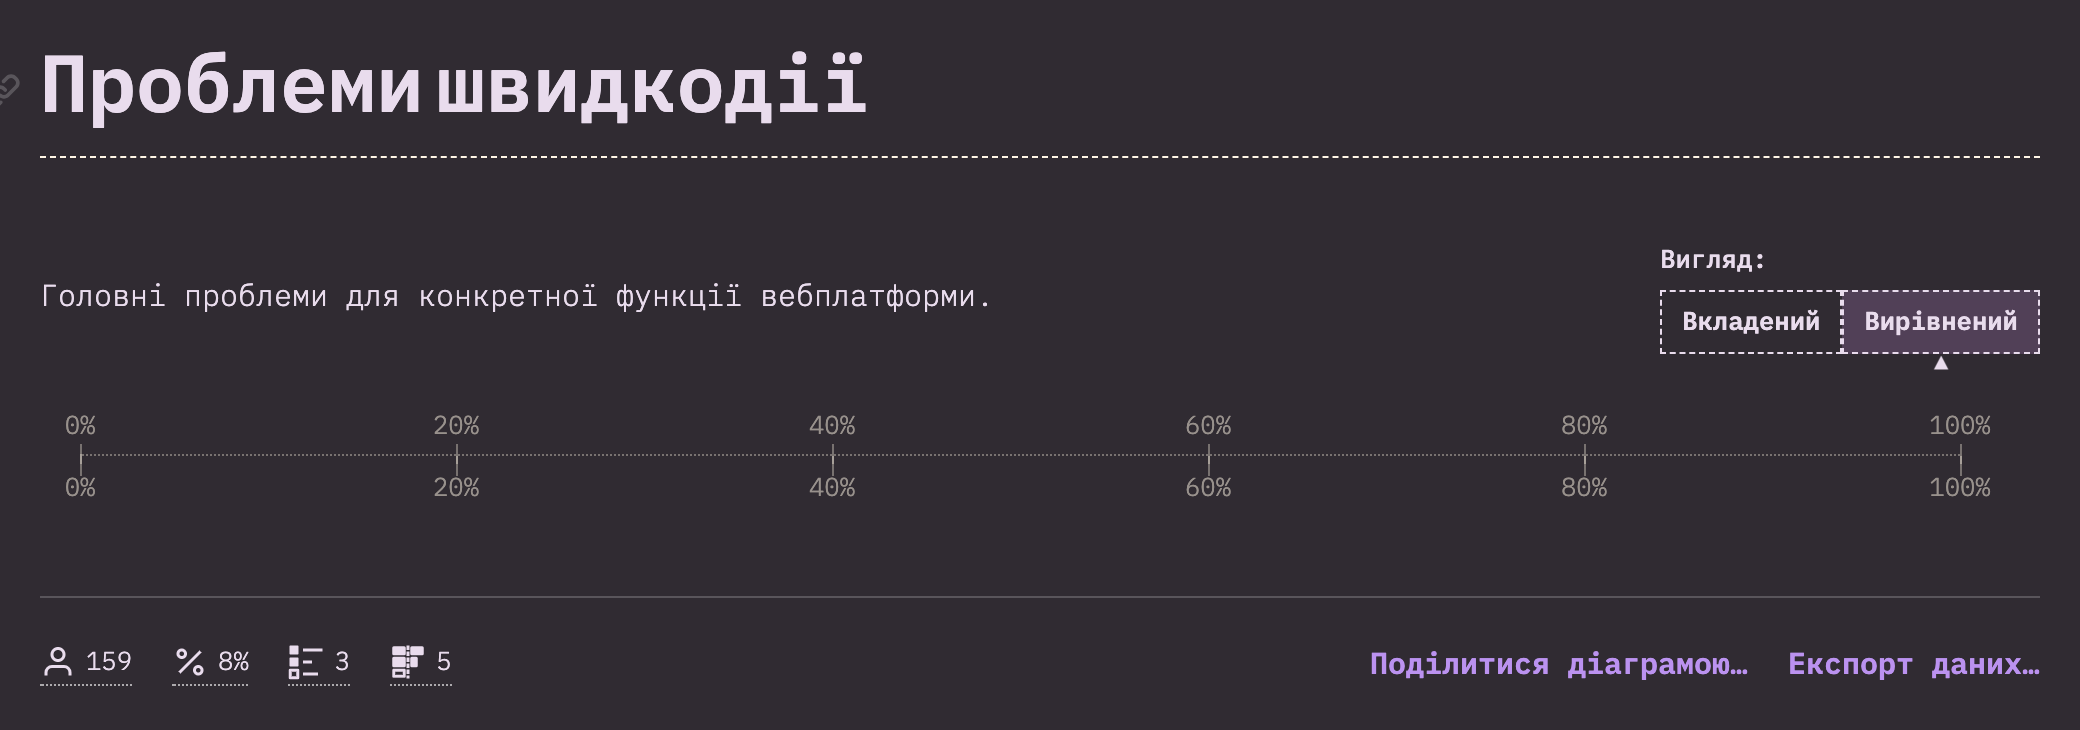 Проблеми швидкодії
Вигляд:
Головні проблеми для конкретної функції вебплатформи.
Вкладений Вирівнений
0% 20% 40% 60% 80% 100%
0% 20% 40% 60% 80% 100%
159 8% 3 5 Поділитися діаграмою… Експорт даних…